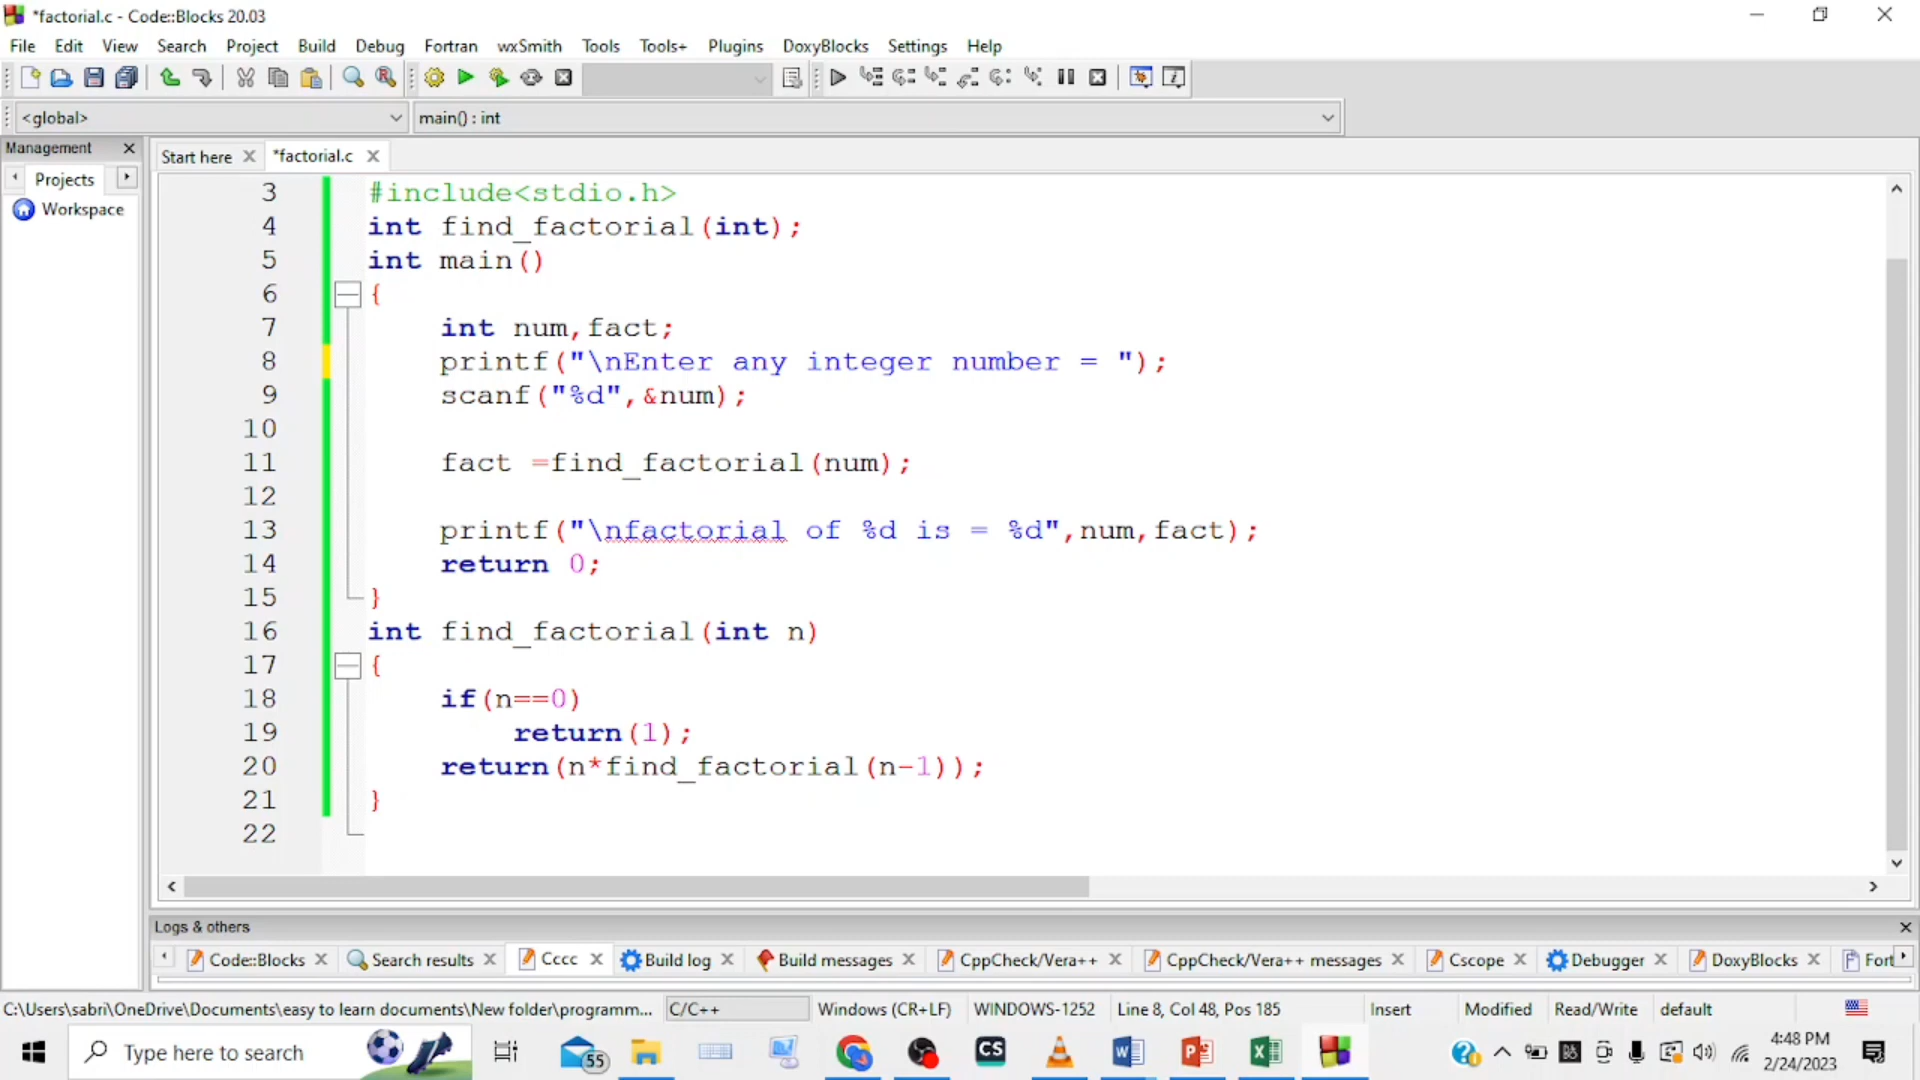 *factorial.c - Code::Blocks 20.03
File Edit View Search Project Build Debug Fortran wxSmith Tools Tools+ Plugins DoxyBlocks Settings Help
<global> main() : int
Management
Start here *factorial.c
Projects
Workspace
3 #include<stdio.h>
4 int find_factorial(int);
5 int main()
6 {
7 int num,fact;
8 printf("\nEnter any integer number = ");
9 scanf("%d",&num);
10
11 fact =find_factorial(num);
12
13 printf("\nfactorial of %d is = %d",num,fact);
14 return 0;
15 }
16 int find_factorial(int n)
17 {
18 if(n==0)
19 return(1);
20 return(n*find_factorial(n-1));
21 }
22
Logs & others
Code::Blocks Search results Cccc Build log Build messages CppCheck/Vera++ CppCheck/Vera++ messages Cscope Debugger DoxyBlocks Fort
C:\Users\sabri\OneDrive\Documents\easy to learn documents\New folder\programm... C/C++ Windows (CR+LF) WINDOWS-1252 Line 8, Col 48, Pos 185 Insert Modified Read/Write default
Type here to search 55 CS 4:48 PM
2/24/2023